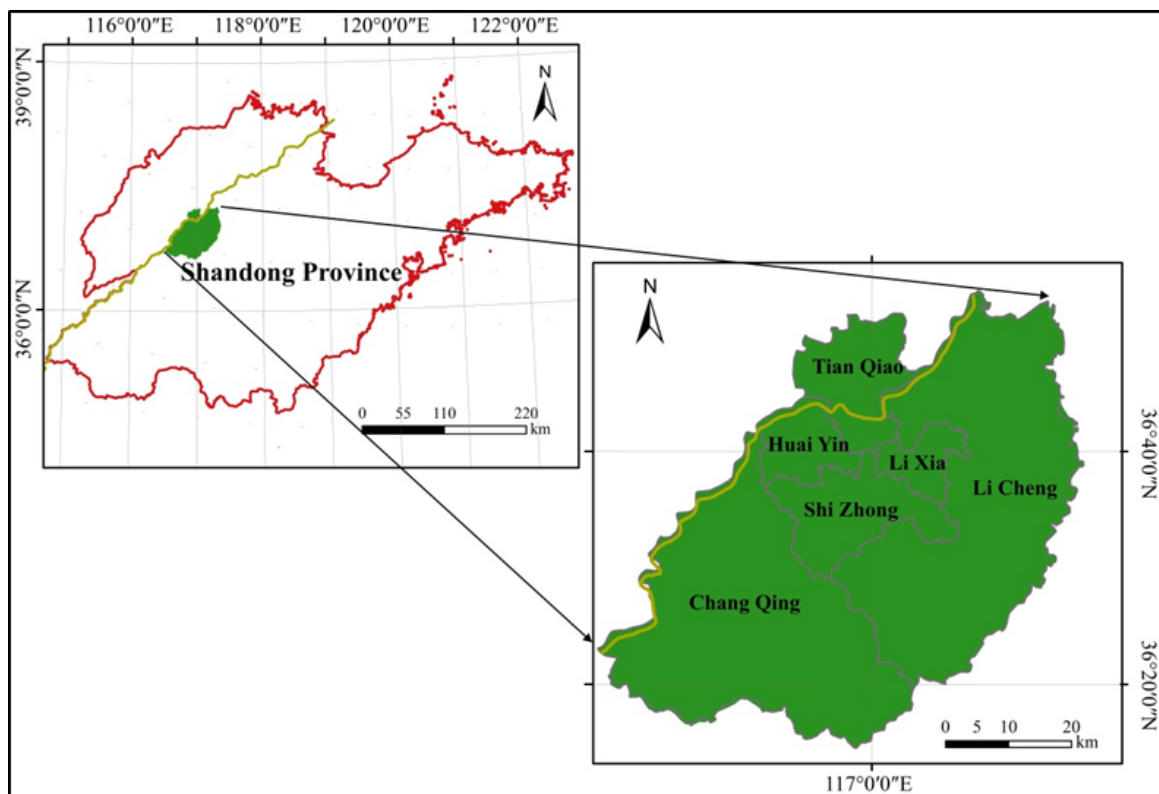 116°0′0″E 118°0′0″E 120°0′0″E 122°0′0″E
39°0′0″N
N
Shandong Province
36°0′0″N
0 55 110 220
km
N
Tian Qiao
Huai Yin
Li Xia
36°40′0″N
Li Cheng
Shi Zhong
Chang Qing
36°20′0″N
0 5 10 20
km
117°0′0″E